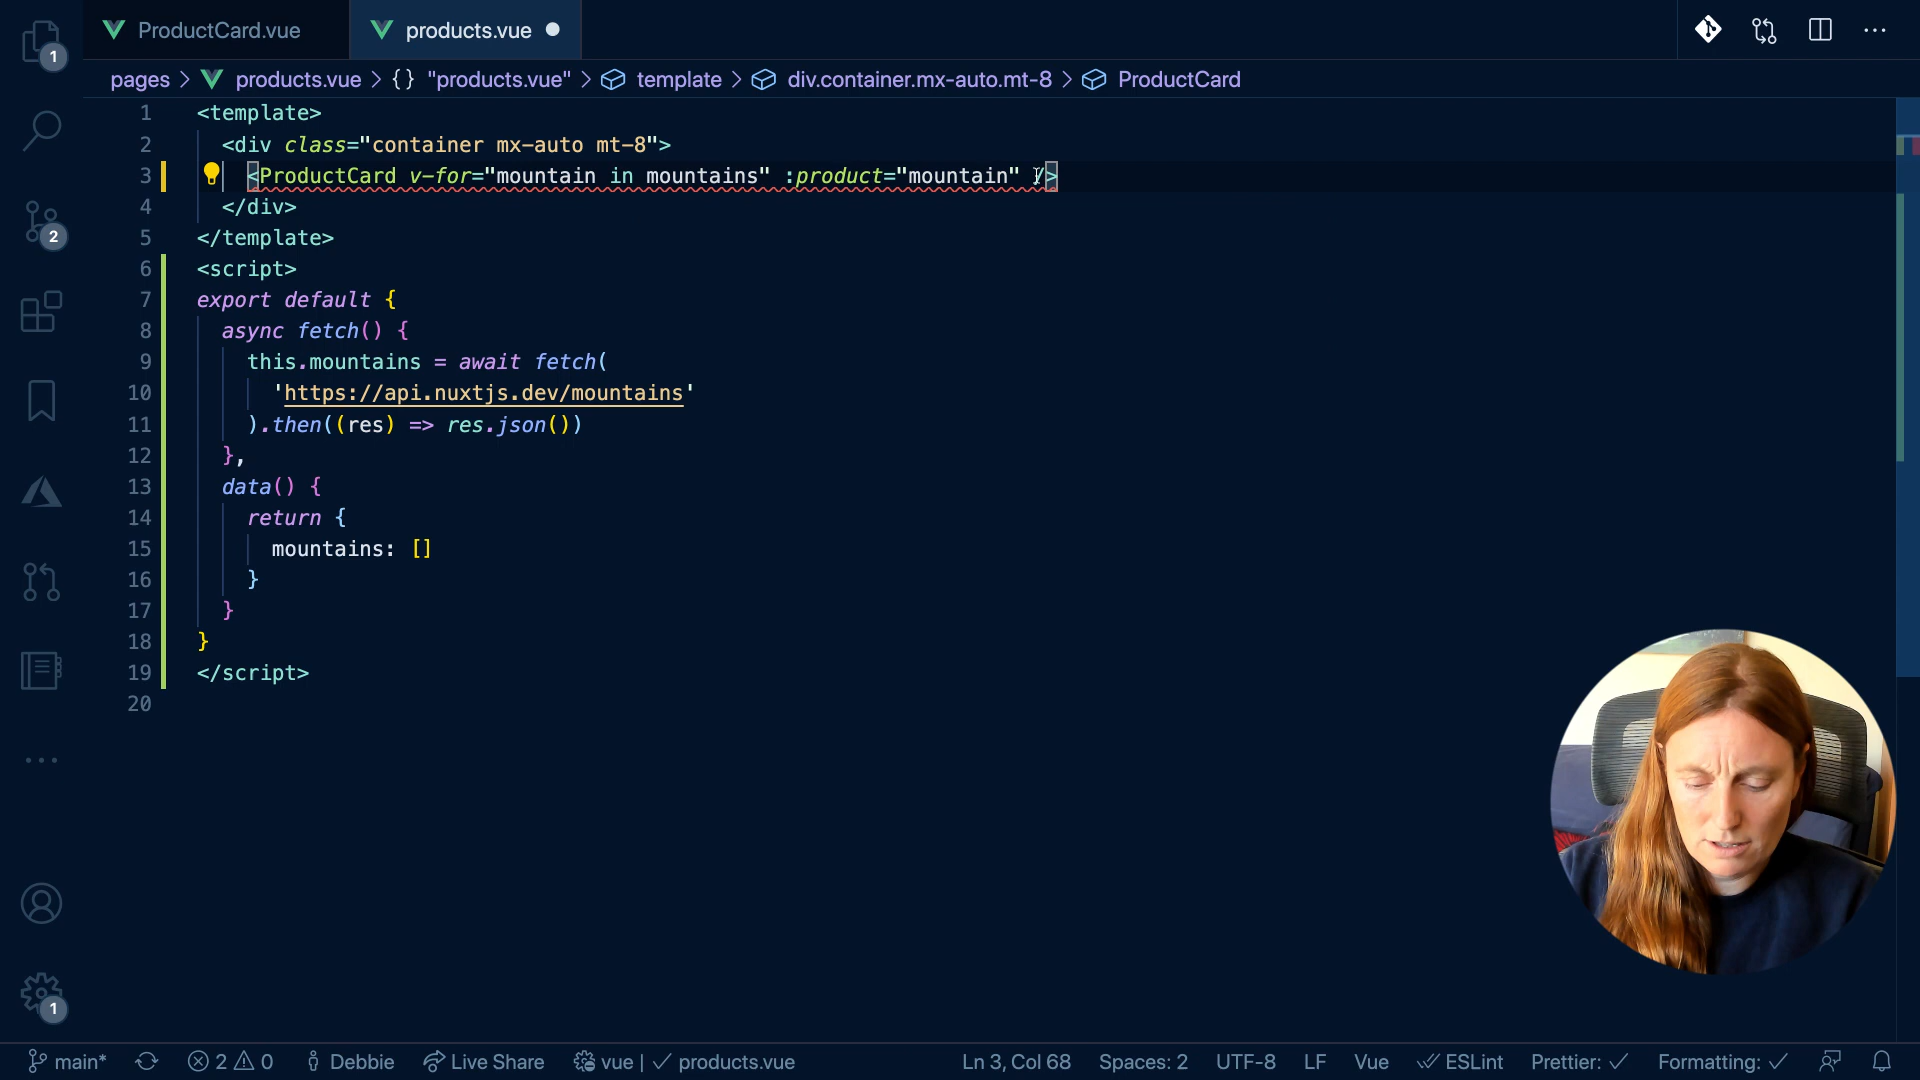 1
ProductCard.vue
products.vue
pages > products.vue > {} "products.vue" > template > div.container.mx-auto.mt-8 > ProductCard
1 <template>
2 <div class="container mx-auto mt-8">
3 <ProductCard v-for="mountain in mountains" :product="mountain" />
4 </div>
5 </template>
6 <script>
7 export default {
8 async fetch() {
9 this.mountains = await fetch(
10 'https://api.nuxtjs.dev/mountains'
11 ).then((res) => res.json())
12 },
13 data() {
14 return {
15 mountains: []
16 }
17 }
18 }
19 </script>
20
2
1
main*
2
0
Debbie
Live Share
vue | ✓ products.vue
Ln 3, Col 68
Spaces: 2
UTF-8
LF
Vue
ESLint
Prettier: ✓
Formatting: ✓